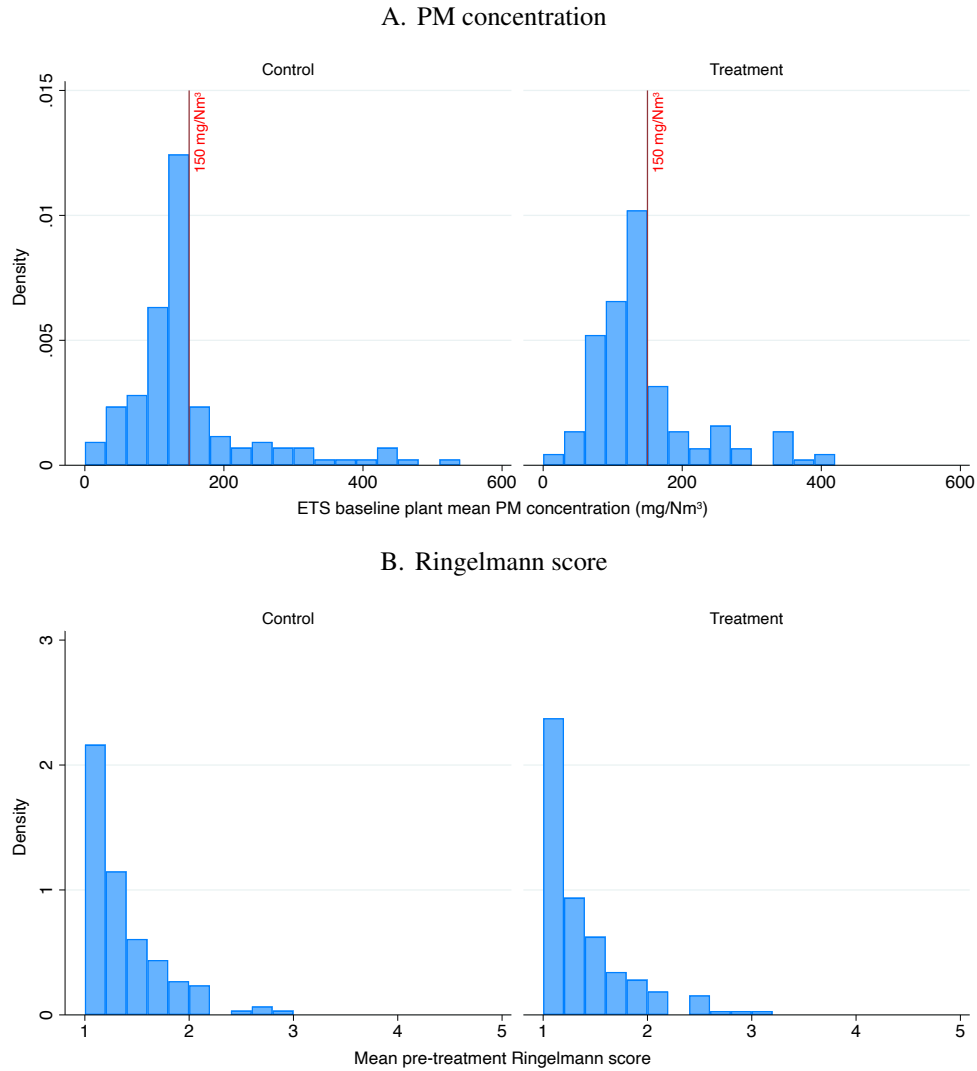 A. PM concentration
Control
Treatment
Density
0
.005
.01
.015
150 mg/Nm³
150 mg/Nm³
0
200
400
600
0
200
400
600
ETS baseline plant mean PM concentration (mg/Nm³)
B. Ringelmann score
Control
Treatment
Density
0
1
2
3
1
2
3
4
5
1
2
3
4
5
Mean pre-treatment Ringelmann score